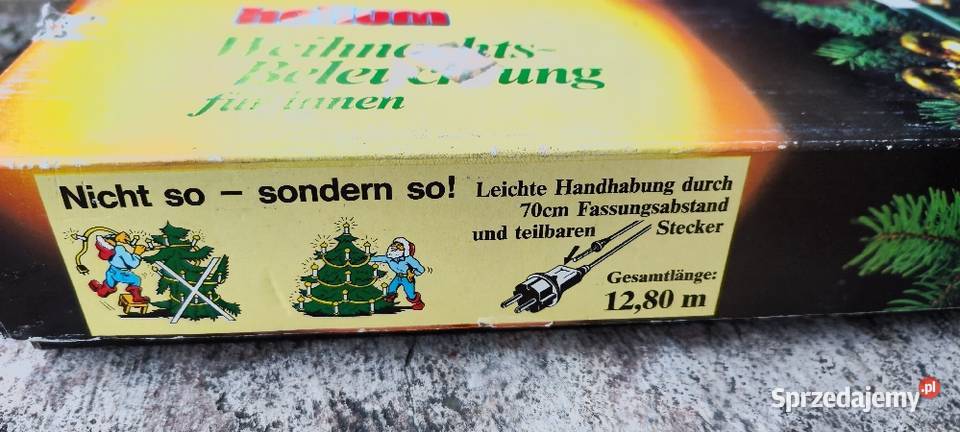 Weihnachts-
Beleuchtung
für innen
Nicht so – sondern so!
Leichte Handhabung durch
70cm Fassungsabstand
und teilbaren Stecker
Gesamtlänge:
12,80 m
Sprzedajemy.pl